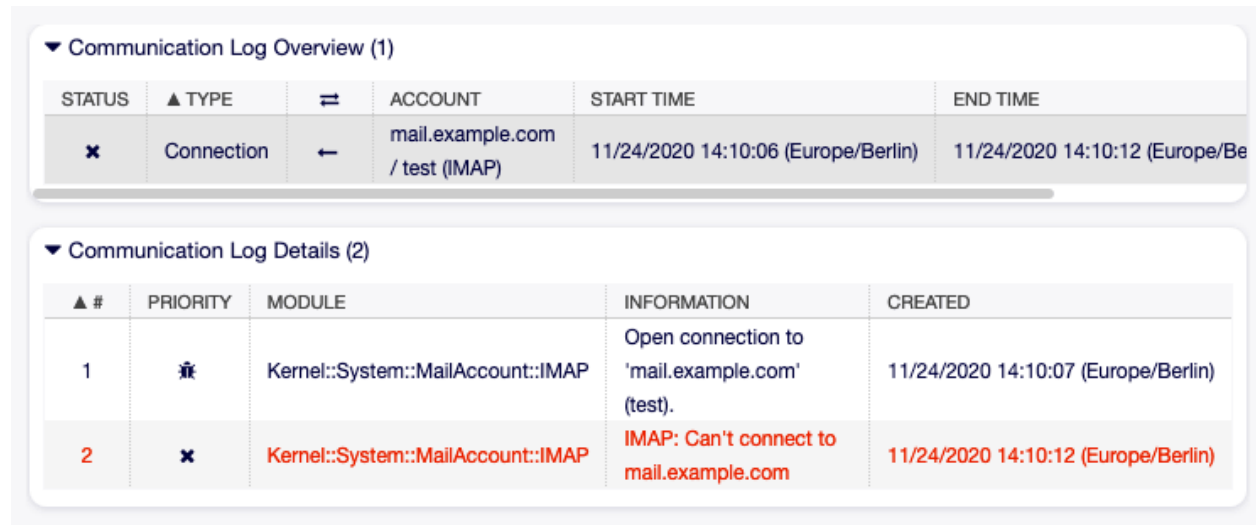 Communication Log Overview (1)
STATUS TYPE ACCOUNT START TIME END TIME
Connection mail.example.com / test (IMAP) 11/24/2020 14:10:06 (Europe/Berlin) 11/24/2020 14:10:12 (Europe/Be
Communication Log Details (2)
# PRIORITY MODULE INFORMATION CREATED
1 Kernel::System::MailAccount::IMAP Open connection to 'mail.example.com' (test). 11/24/2020 14:10:07 (Europe/Berlin)
2 Kernel::System::MailAccount::IMAP IMAP: Can't connect to mail.example.com 11/24/2020 14:10:12 (Europe/Berlin)